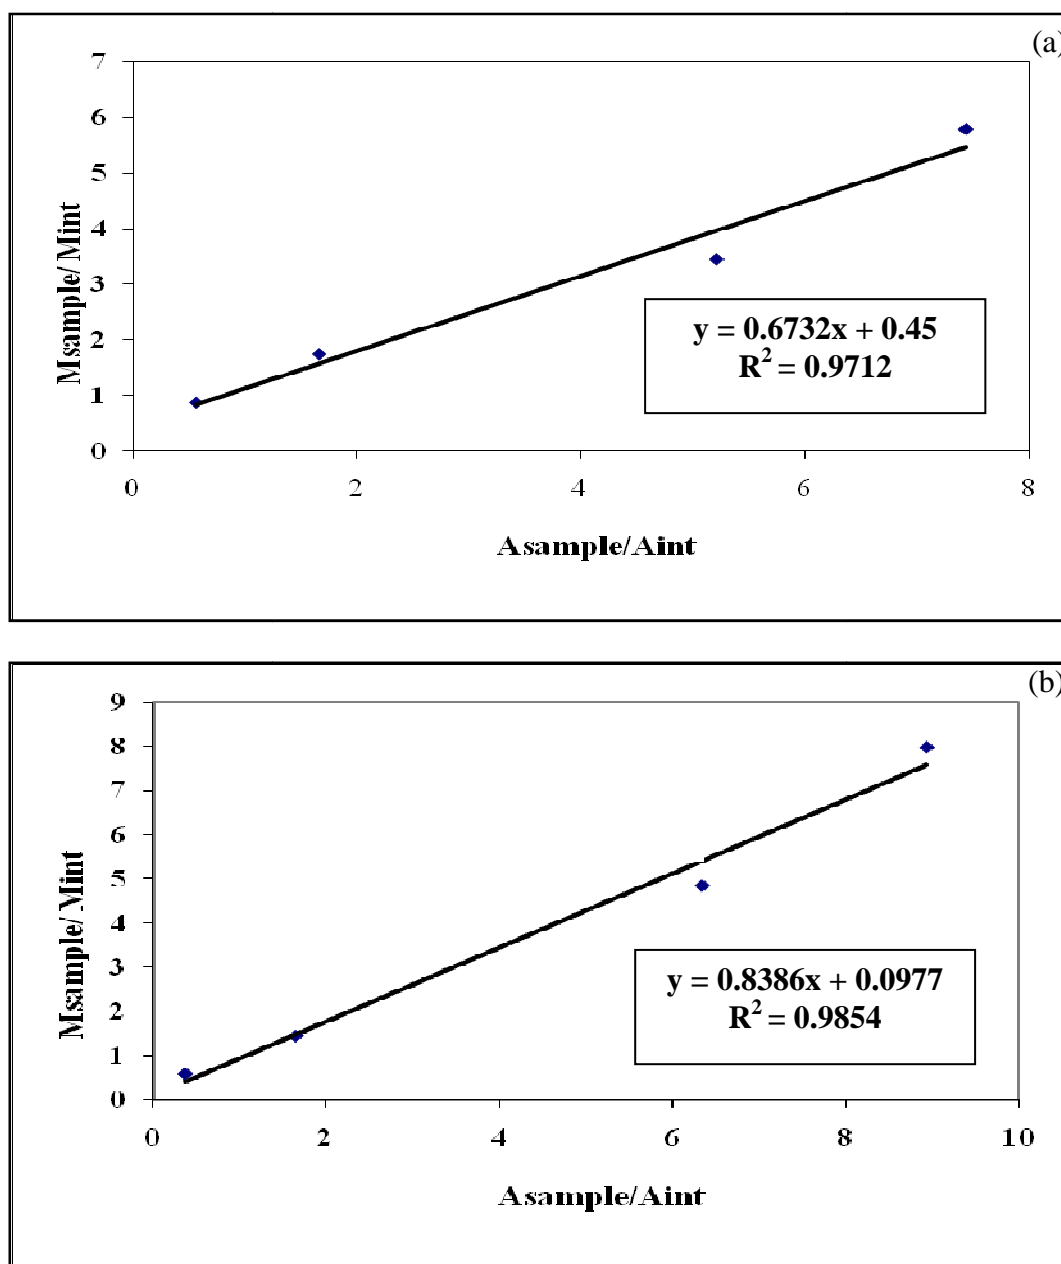 (a)
7
6
5
4
3
2
1
0
Msample/Mint
y = 0.6732x + 0.45
R² = 0.9712
0 2 4 6 8
Asample/Aint
(b)
9
8
7
6
5
4
3
2
1
0
Msample/Mint
y = 0.8386x + 0.0977
R² = 0.9854
0 2 4 6 8 10
Asample/Aint